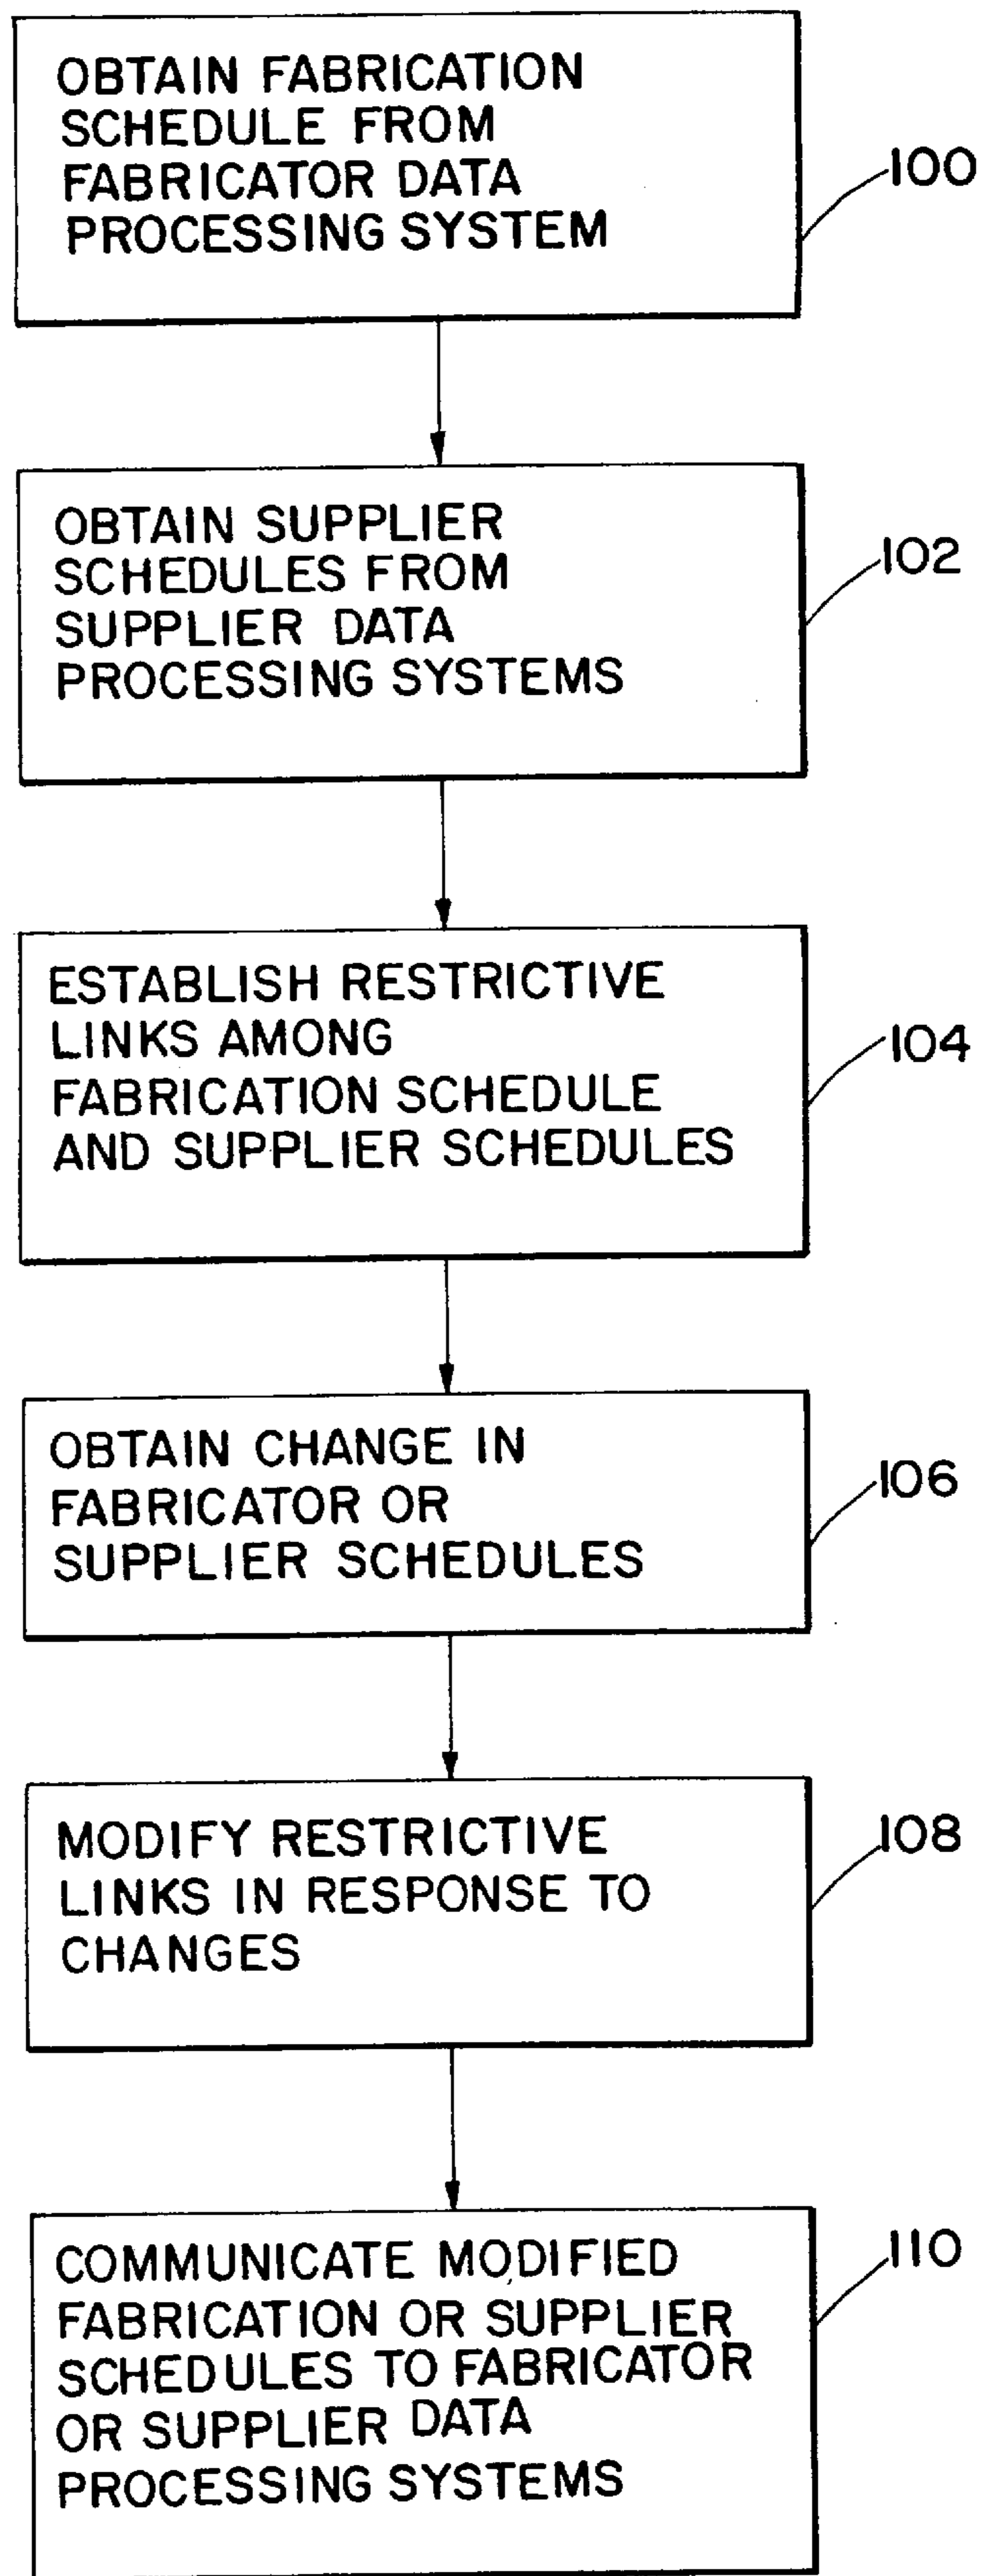 OBTAIN FABRICATION
SCHEDULE FROM
FABRICATOR DATA
PROCESSING SYSTEM
100
OBTAIN SUPPLIER
SCHEDULES FROM
SUPPLIER DATA
PROCESSING SYSTEMS
102
ESTABLISH RESTRICTIVE
LINKS AMONG
FABRICATION SCHEDULE
AND SUPPLIER SCHEDULES
104
OBTAIN CHANGE IN
FABRICATOR OR
SUPPLIER SCHEDULES
106
MODIFY RESTRICTIVE
LINKS IN RESPONSE TO
CHANGES
108
COMMUNICATE MODIFIED
FABRICATION OR SUPPLIER
SCHEDULES TO FABRICATOR
OR SUPPLIER DATA
PROCESSING SYSTEMS
110